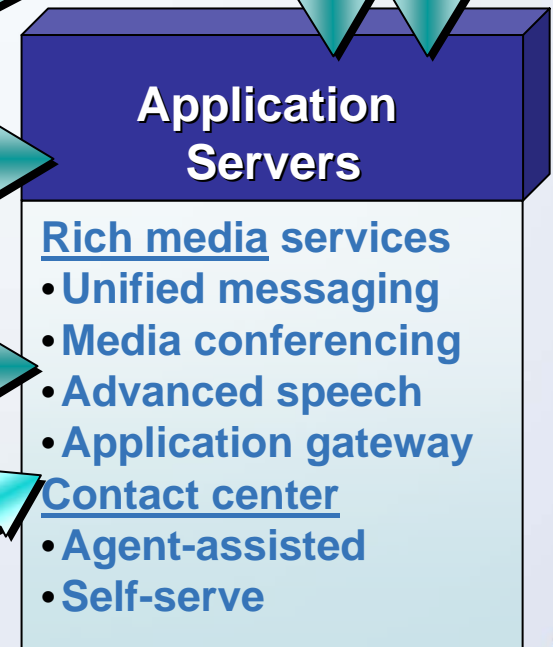 Application
Servers
Rich media services
•Unified messaging
•Media conferencing
•Advanced speech
•Application gateway
Contact center
•Agent-assisted
•Self-serve